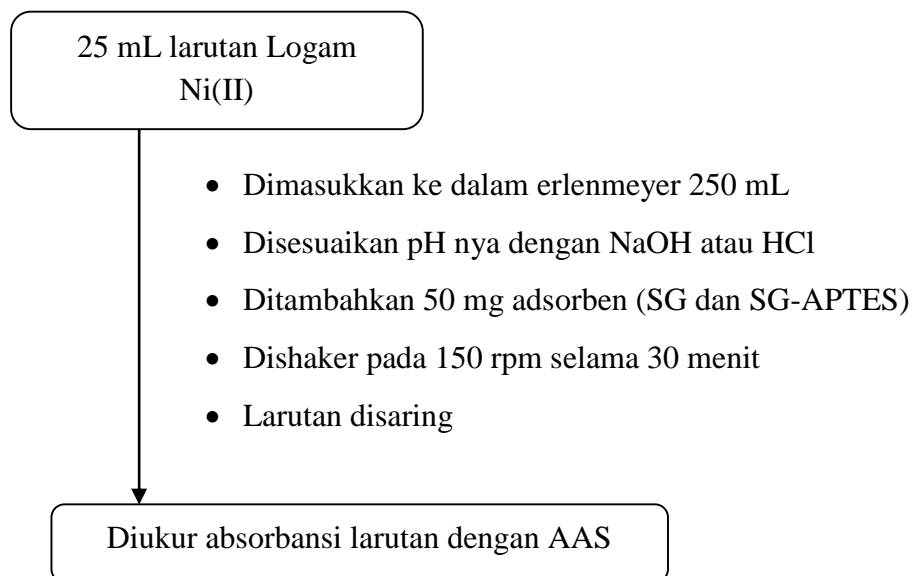 25 mL larutan Logam
Ni(II)
• Dimasukkan ke dalam erlenmeyer 250 mL
• Disesuaikan pH nya dengan NaOH atau HCl
• Ditambahkan 50 mg adsorben (SG dan SG-APTES)
• Dishaker pada 150 rpm selama 30 menit
• Larutan disaring
Diukur absorbansi larutan dengan AAS